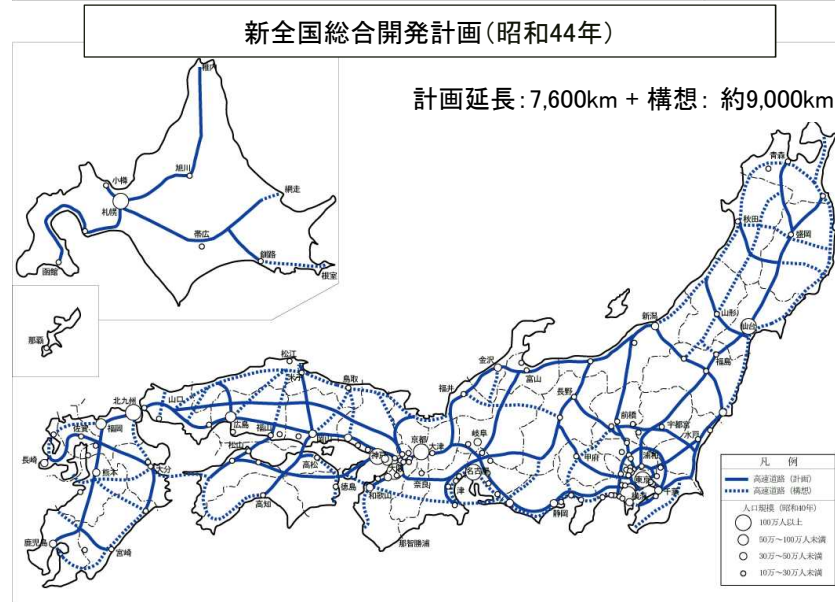 新全国総合開発計画(昭和44年)
計画延長:7,600km + 構想: 約9,000km
稚内
小樽
旭川
網走
札幌
帯広
釧路
根室
函館
那覇
青森
秋田
盛岡
山形
仙台
新潟
福島
金沢
富山
福井
長野
前橋
宇都宮
水戸
松江
米子
鳥取
山口
北九州
広島
福山
岡山
神戸
京都
大津
岐阜
甲府
浦和
東京
千葉
横浜
佐賀
福岡
長崎
熊本
大分
松山
高松
高知
徳島
大阪
奈良
和歌山
名古屋
津
静岡
那智勝浦
鹿児島
宮崎
凡 例
高速道路(計画)
高速道路(構想)
人口規模(昭和40年)
100万人以上
50万~100万人未満
30万~50万人未満
10万~30万人未満